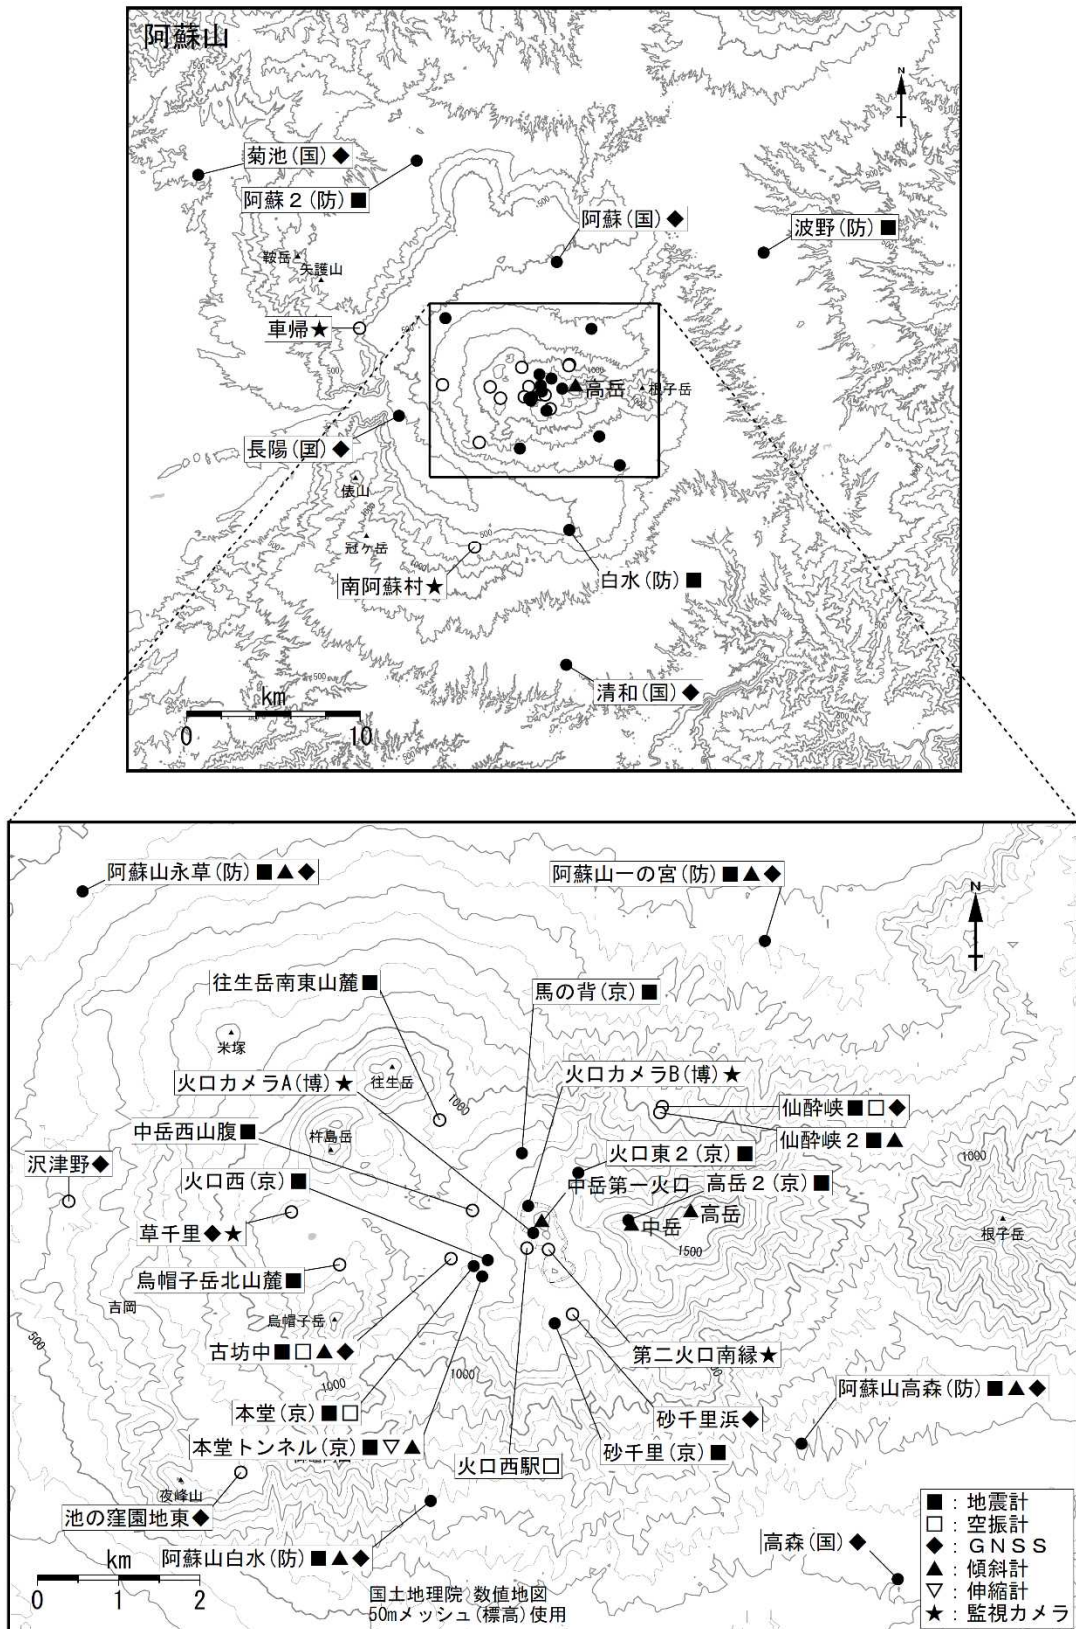 阿蘇山
N
菊池(国)◆
阿蘇2(防)■
阿蘇(国)◆
波野(防)■
鞍岳
矢護山
車帰★
高岳
根子岳
長陽(国)◆
俵山
冠ケ岳
南阿蘇村★
白水(防)■
清和(国)◆
km
0 10
500
1000
阿蘇山永草(防)■▲◆
阿蘇山一の宮(防)■▲◆
N
往生岳南東山麓■
馬の背(京)■
米塚
往生岳
火口カメラA(博)★
火口カメラB(博)★
1000
仙酔峡■□◆
中岳西山腹■
杵島岳
仙酔峡2■▲
沢津野◆
火口西(京)■
火口東2(京)■
1000
中岳第一火口
高岳2(京)■
草千里◆★
中岳
高岳
根子岳
1500
烏帽子岳北山麓■
吉岡
烏帽子岳
500
古坊中■□▲◆
第二火口南縁★
1000
1000
阿蘇山高森(防)■▲◆
本堂(京)■□
砂千里浜◆
本堂トンネル(京)■▽▲
火口西駅□
砂千里(京)■
夜峰山
池の窪園地東◆
阿蘇山白水(防)■▲◆
高森(国)◆
km
0 1 2
国土地理院 数値地図
50mメッシュ(標高)使用
■：地震計
□：空振計
◆：GNSS
▲：傾斜計
▽：伸縮計
★：監視カメラ